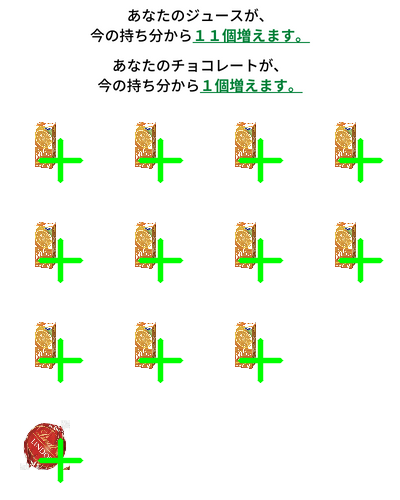 あなたのジュースが、
今の持ち分から１１個増えます。
あなたのチョコレートが、
今の持ち分から１個増えます。
LINDT